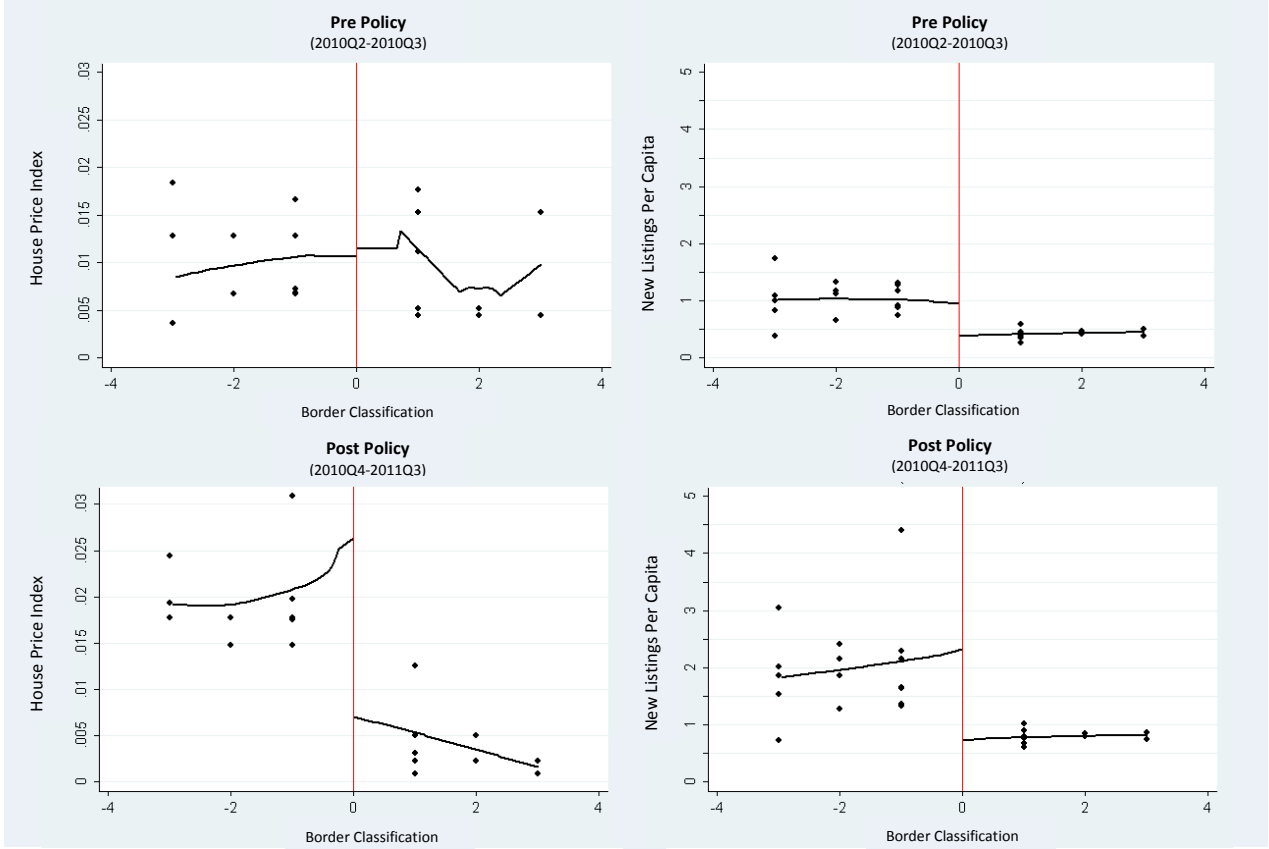 Pre Policy
(2010Q2-2010Q3)
House Price Index
.03
.025
.02
.015
.01
.005
0
-4 -2 0 2 4
Border Classification
Pre Policy
(2010Q2-2010Q3)
New Listings Per Capita
5
4
3
2
1
0
-4 -2 0 2 4
Border Classification
Post Policy
(2010Q4-2011Q3)
House Price Index
.03
.025
.02
.015
.01
.005
0
-4 -2 0 2 4
Border Classification
Post Policy
(2010Q4-2011Q3)
New Listings Per Capita
5
4
3
2
1
0
-4 -2 0 2 4
Border Classification